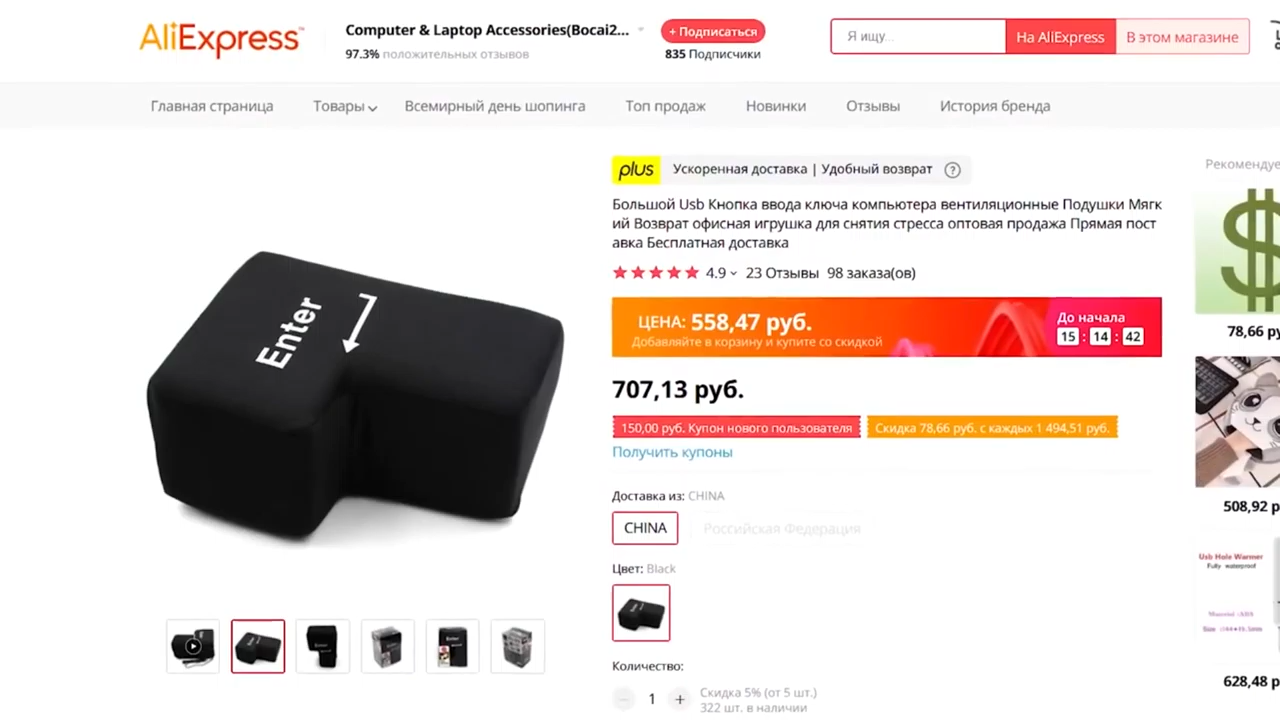 AliExpress
Computer & Laptop Accessories(Bocai2...
97.3% положительных отзывов
+ Подписаться
835 Подписчики
Я ищу...
На AliExpress
В этом магазине
Главная страница
Товары
Всемирный день шопинга
Топ продаж
Новинки
Отзывы
История бренда
plus Ускоренная доставка | Удобный возврат ?
Рекомендуе
Большой Usb Кнопка ввода ключа компьютера вентиляционные Подушки Мягк
ий Возврат офисная игрушка для снятия стресса оптовая продажа Прямая пост
авка Бесплатная доставка
4.9 23 Отзывы 98 заказа(ов)
ЦЕНА: 558,47 руб.
Добавляйте в корзину и купите со скидкой
До начала
15 : 14 : 42
Enter
78,66 ру
707,13 руб.
150,00 руб. Купон нового пользователя
Скидка 78,66 руб. с каждых 1 494,51 руб.
Получить купоны
Доставка из: CHINA
CHINA
Российская Федерация
508,92 р
Цвет: Black
Usb Hole Warmer
Fully waterproof
Количество:
628,48 р
1
Скидка 5% (от 5 шт.)
322 шт. в наличии